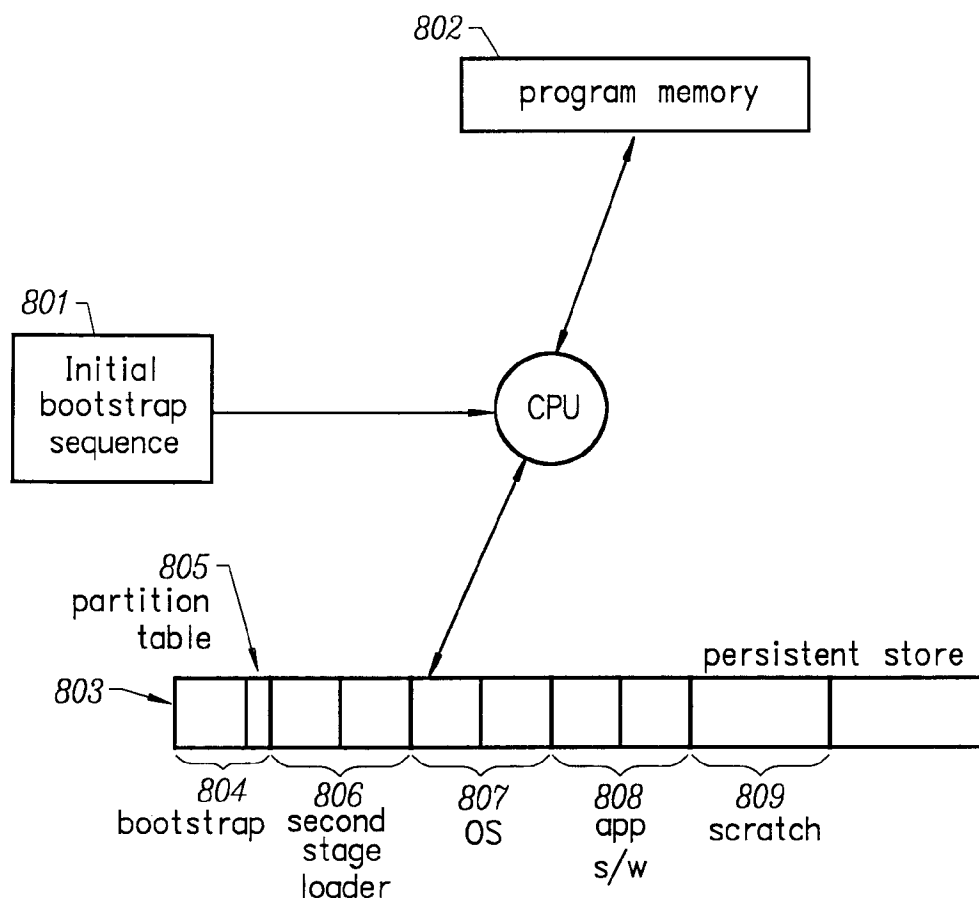 802
program memory
801
Initial
bootstrap
sequence
CPU
805
partition
table
persistent store
803
804
bootstrap
806
second
stage
loader
807
OS
808
app
s/w
809
scratch